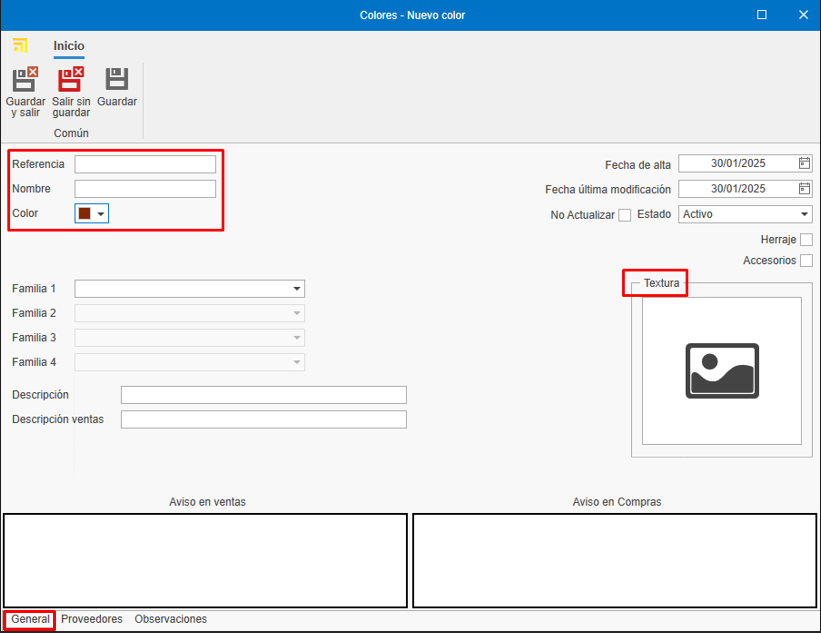 Colores - Nuevo color
Inicio
Guardar y salir
Salir sin guardar
Guardar
Común
Referencia
Nombre
Color
Fecha de alta 30/01/2025
Fecha última modificación 30/01/2025
No Actualizar Estado Activo
Herraje
Accesorios
Familia 1
Familia 2
Familia 3
Familia 4
Textura
Descripción
Descripción ventas
Aviso en ventas
Aviso en Compras
General Proveedores Observaciones